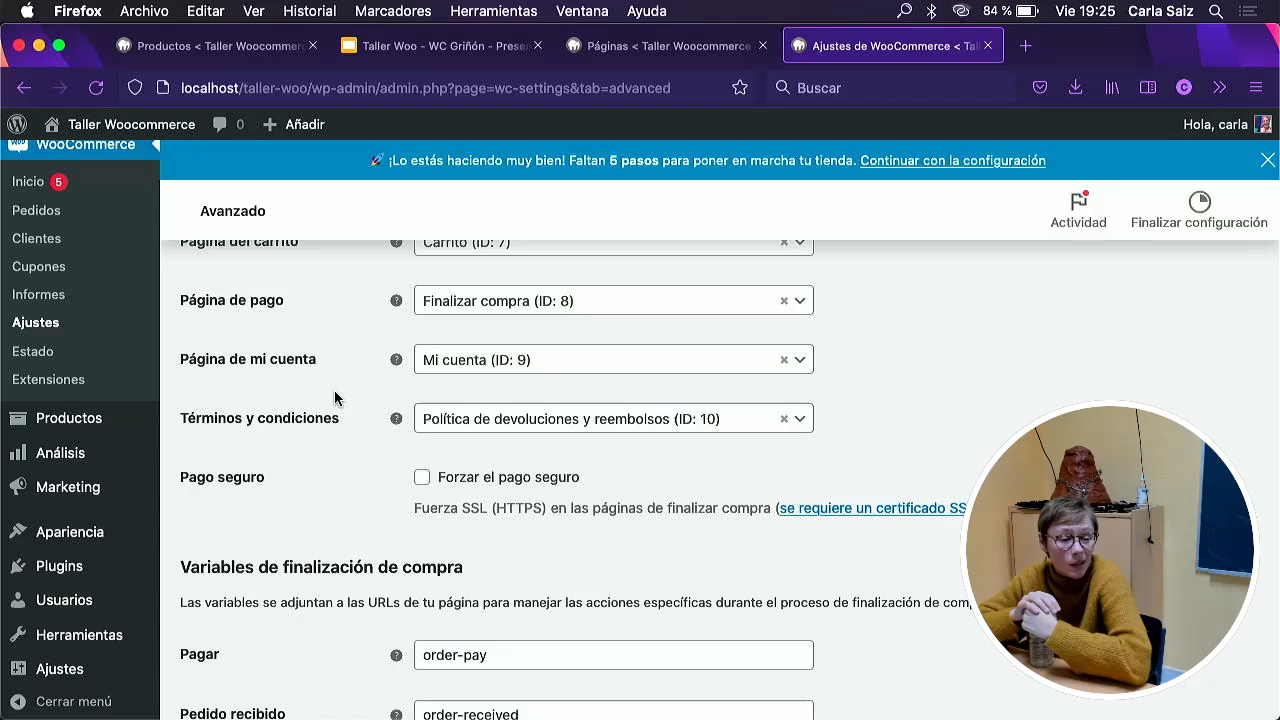 Firefox Archivo Editar Ver Historial Marcadores Herramientas Ventana Ayuda 84 % Vie 19:25 Carla Saiz
Productos < Taller Woocommerc
Taller Woo - WC Griñón - Prese
Páginas < Taller Woocommerce
Ajustes de WooCommerce < Tal
localhost/taller-woo/wp-admin/admin.php?page=wc-settings&tab=advanced
Buscar
Taller Woocommerce 0 Añadir Hola, carla
WooCommerce
Inicio 5
Pedidos
Clientes
Cupones
Informes
Ajustes
Estado
Extensiones
Productos
Análisis
Marketing
Apariencia
Plugins
Usuarios
Herramientas
Ajustes
Cerrar menú
¡Lo estás haciendo muy bien! Faltan 5 pasos para poner en marcha tu tienda. Continuar con la configuración
Avanzado
Actividad
Finalizar configuración
Página del carrito Carrito (ID: 7)
Página de pago Finalizar compra (ID: 8)
Página de mi cuenta Mi cuenta (ID: 9)
Términos y condiciones Política de devoluciones y reembolsos (ID: 10)
Pago seguro Forzar el pago seguro
Fuerza SSL (HTTPS) en las páginas de finalizar compra (se requiere un certificado SS
Variables de finalización de compra
Las variables se adjuntan a las URLs de tu página para manejar las acciones específicas durante el proceso de finalización de com
Pagar order-pay
Pedido recibido order-received